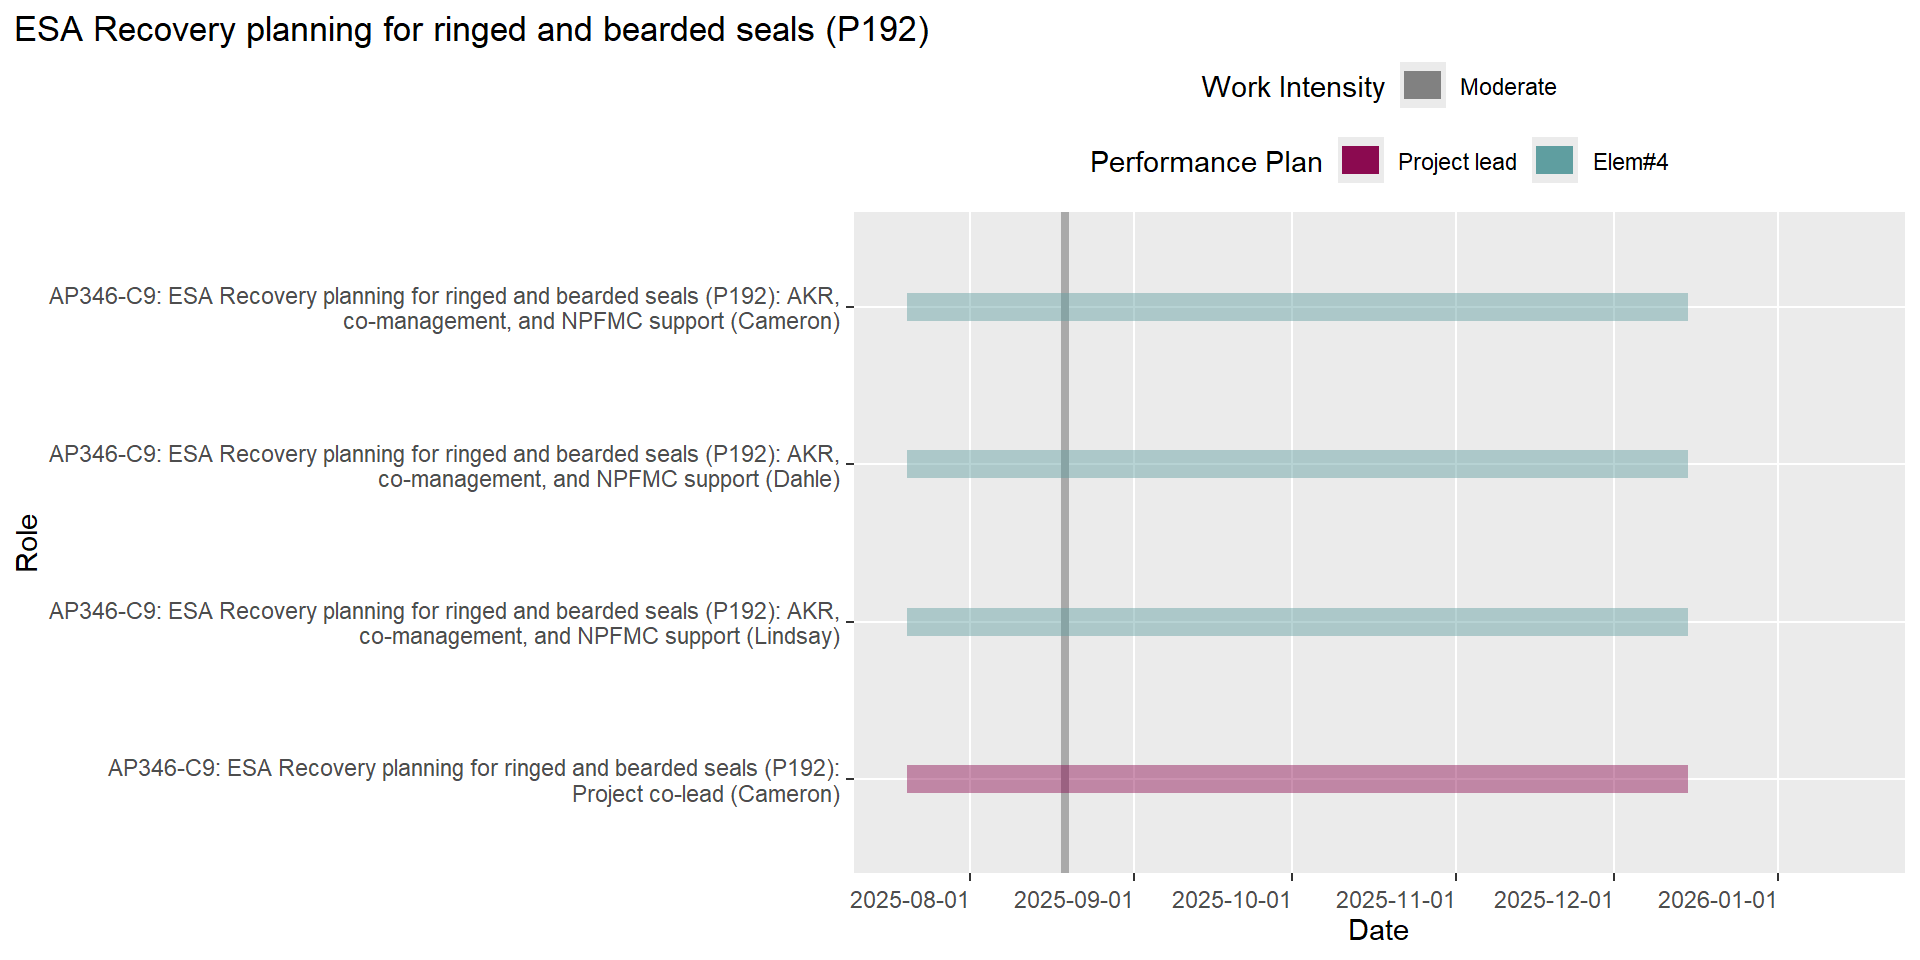 ESA Recovery planning for ringed and bearded seals (P192)
Work Intensity Moderate
Performance Plan Project lead Elem#4
AP346-C9: ESA Recovery planning for ringed and bearded seals (P192): AKR,
co-management, and NPFMC support (Cameron)
AP346-C9: ESA Recovery planning for ringed and bearded seals (P192): AKR,
co-management, and NPFMC support (Dahle)
Role
AP346-C9: ESA Recovery planning for ringed and bearded seals (P192): AKR,
co-management, and NPFMC support (Lindsay)
AP346-C9: ESA Recovery planning for ringed and bearded seals (P192):
Project co-lead (Cameron)
2025-08-01 2025-09-01 2025-10-01 2025-11-01 2025-12-01 2026-01-01
Date